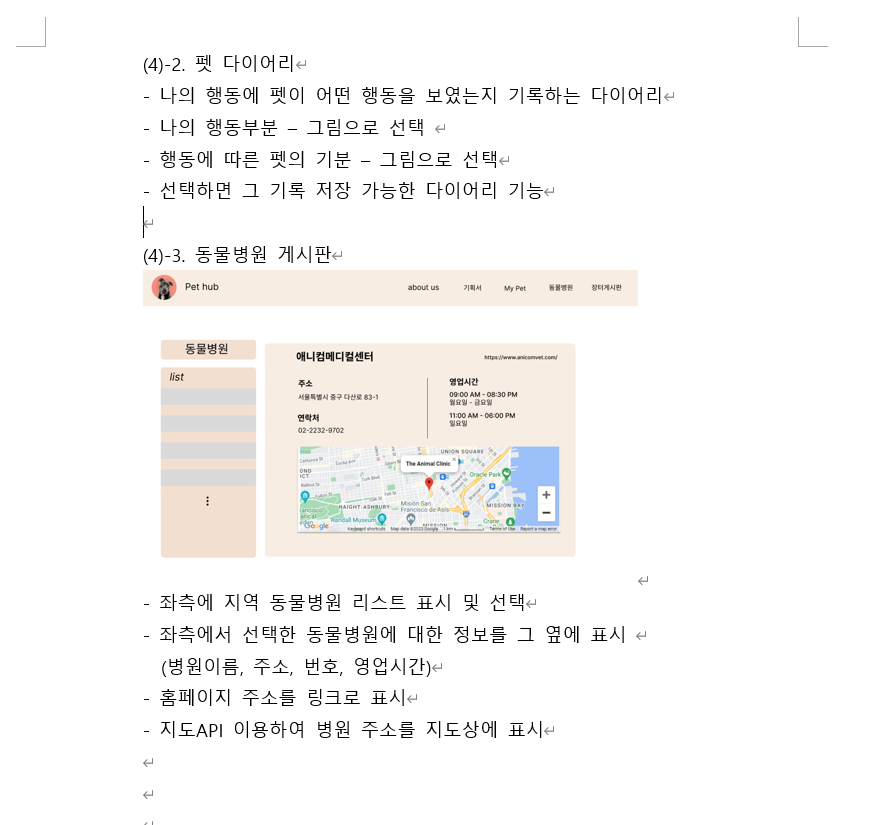 (4)-2. 펫 다이어리
- 나의 행동에 펫이 어떤 행동을 보였는지 기록하는 다이어리
- 나의 행동부분 – 그림으로 선택
- 행동에 따른 펫의 기분 – 그림으로 선택
- 선택하면 그 기록 저장 가능한 다이어리 기능
(4)-3. 동물병원 게시판
Pet hub
about us 기획서 My Pet 동물병원 장터게시판
동물병원
list
애니컴메디컬센터
https://www.anicomvet.com/
주소
서울특별시 중구 다산로 83-1
연락처
02-2232-9702
영업시간
09:00 AM - 08:30 PM
월요일 - 금요일
11:00 AM - 06:00 PM
일요일
UNION SQUARE
The Animal Clinic
Oracle Park
MISSION BAY
HAIGHT-ASHBURY
Mission San
Francisco de Asis
Randall Museum
MISSION
Crane
Google
Keyboard shortcuts Map data ©2023 Google 1 km Terms of Use Report a map error
- 좌측에 지역 동물병원 리스트 표시 및 선택
- 좌측에서 선택한 동물병원에 대한 정보를 그 옆에 표시
(병원이름, 주소, 번호, 영업시간)
- 홈페이지 주소를 링크로 표시
- 지도API 이용하여 병원 주소를 지도상에 표시